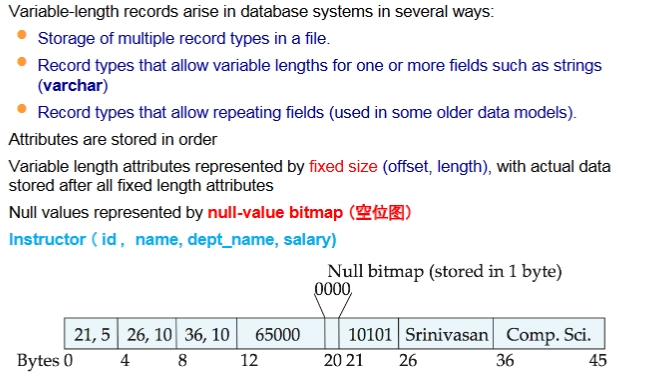 Variable-length records arise in database systems in several ways:
Storage of multiple record types in a file.
Record types that allow variable lengths for one or more fields such as strings
(varchar)
Record types that allow repeating fields (used in some older data models).
Attributes are stored in order
Variable length attributes represented by fixed size (offset, length), with actual data
stored after all fixed length attributes
Null values represented by null-value bitmap (空位图)
Instructor ( id , name, dept_name, salary)
Null bitmap (stored in 1 byte)
0000
21, 5 26, 10 36, 10 65000 10101 Srinivasan Comp. Sci.
Bytes 0 4 8 12 20 21 26 36 45